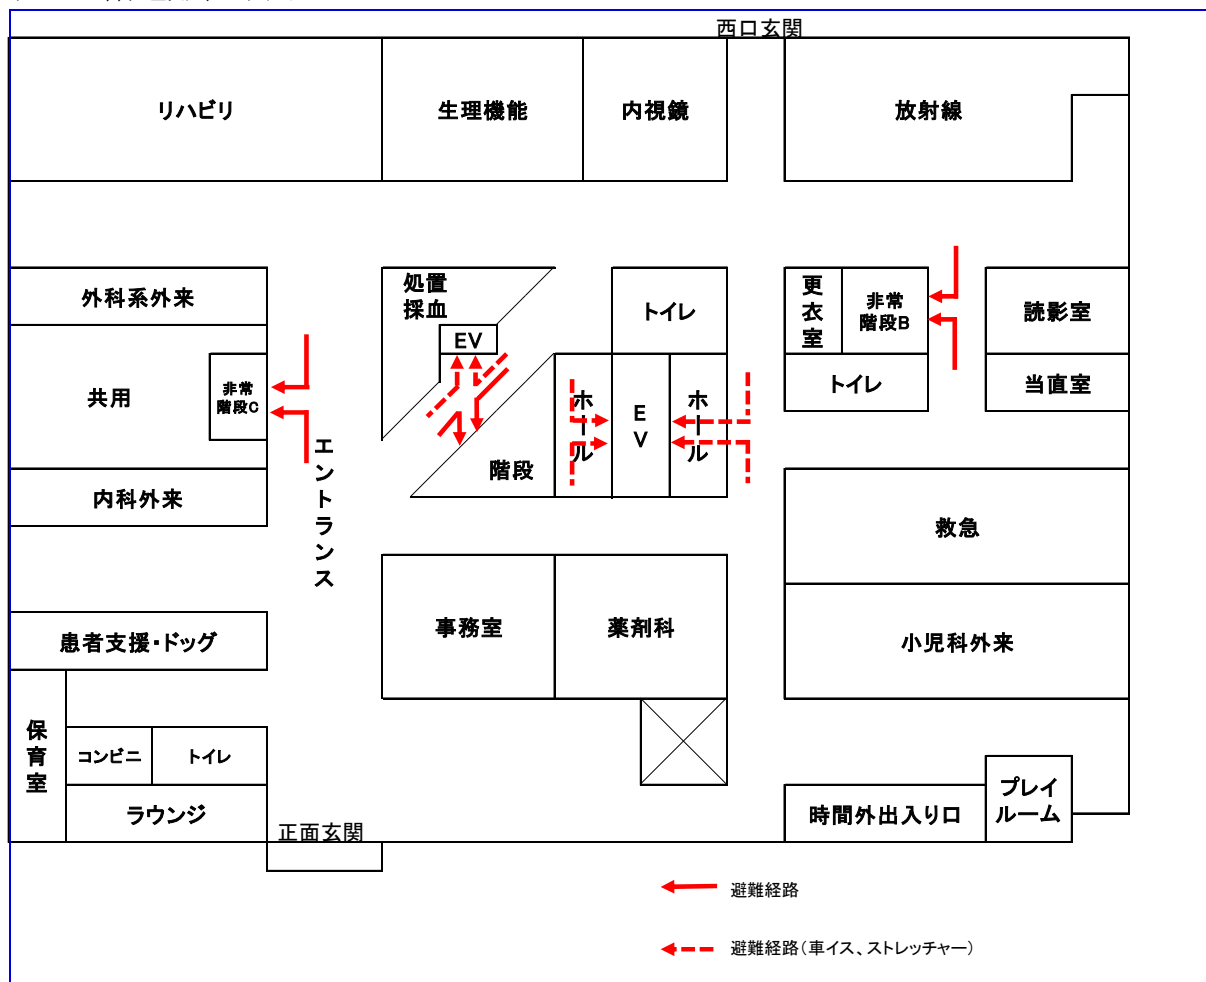 西口玄関
リハビリ
生理機能
内視鏡
放射線
外科系外来
処置
採血
EV
トイレ
更
衣
室
非常
階段B
読影室
トイレ
当直室
共用
非常
階段C
エントランス
階段
ホール
EV
ホール
内科外来
救急
事務室
薬剤科
小児科外来
患者支援・ドッグ
保
育
室
コンビニ
トイレ
ラウンジ
プレイ
ルーム
時間外出入り口
正面玄関
避難経路
避難経路(車イス、ストレッチャー)